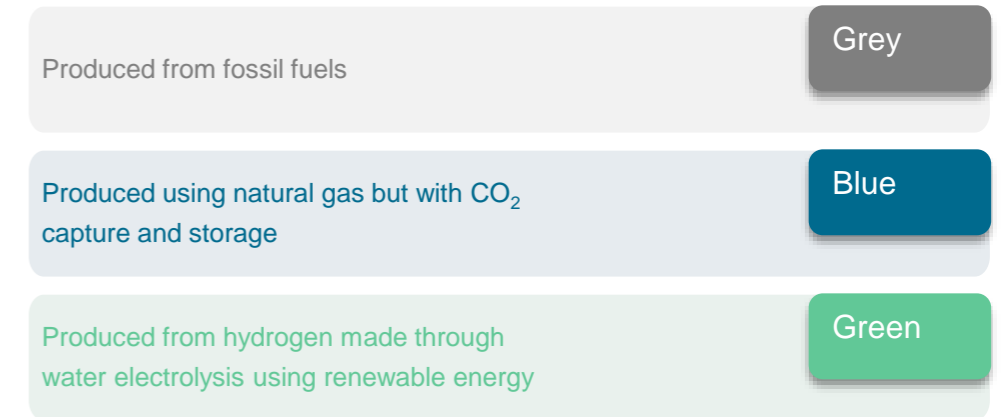 Grey
Produced from fossil fuels
Blue
Produced using natural gas but with CO₂
capture and storage
Green
Produced from hydrogen made through
water electrolysis using renewable energy